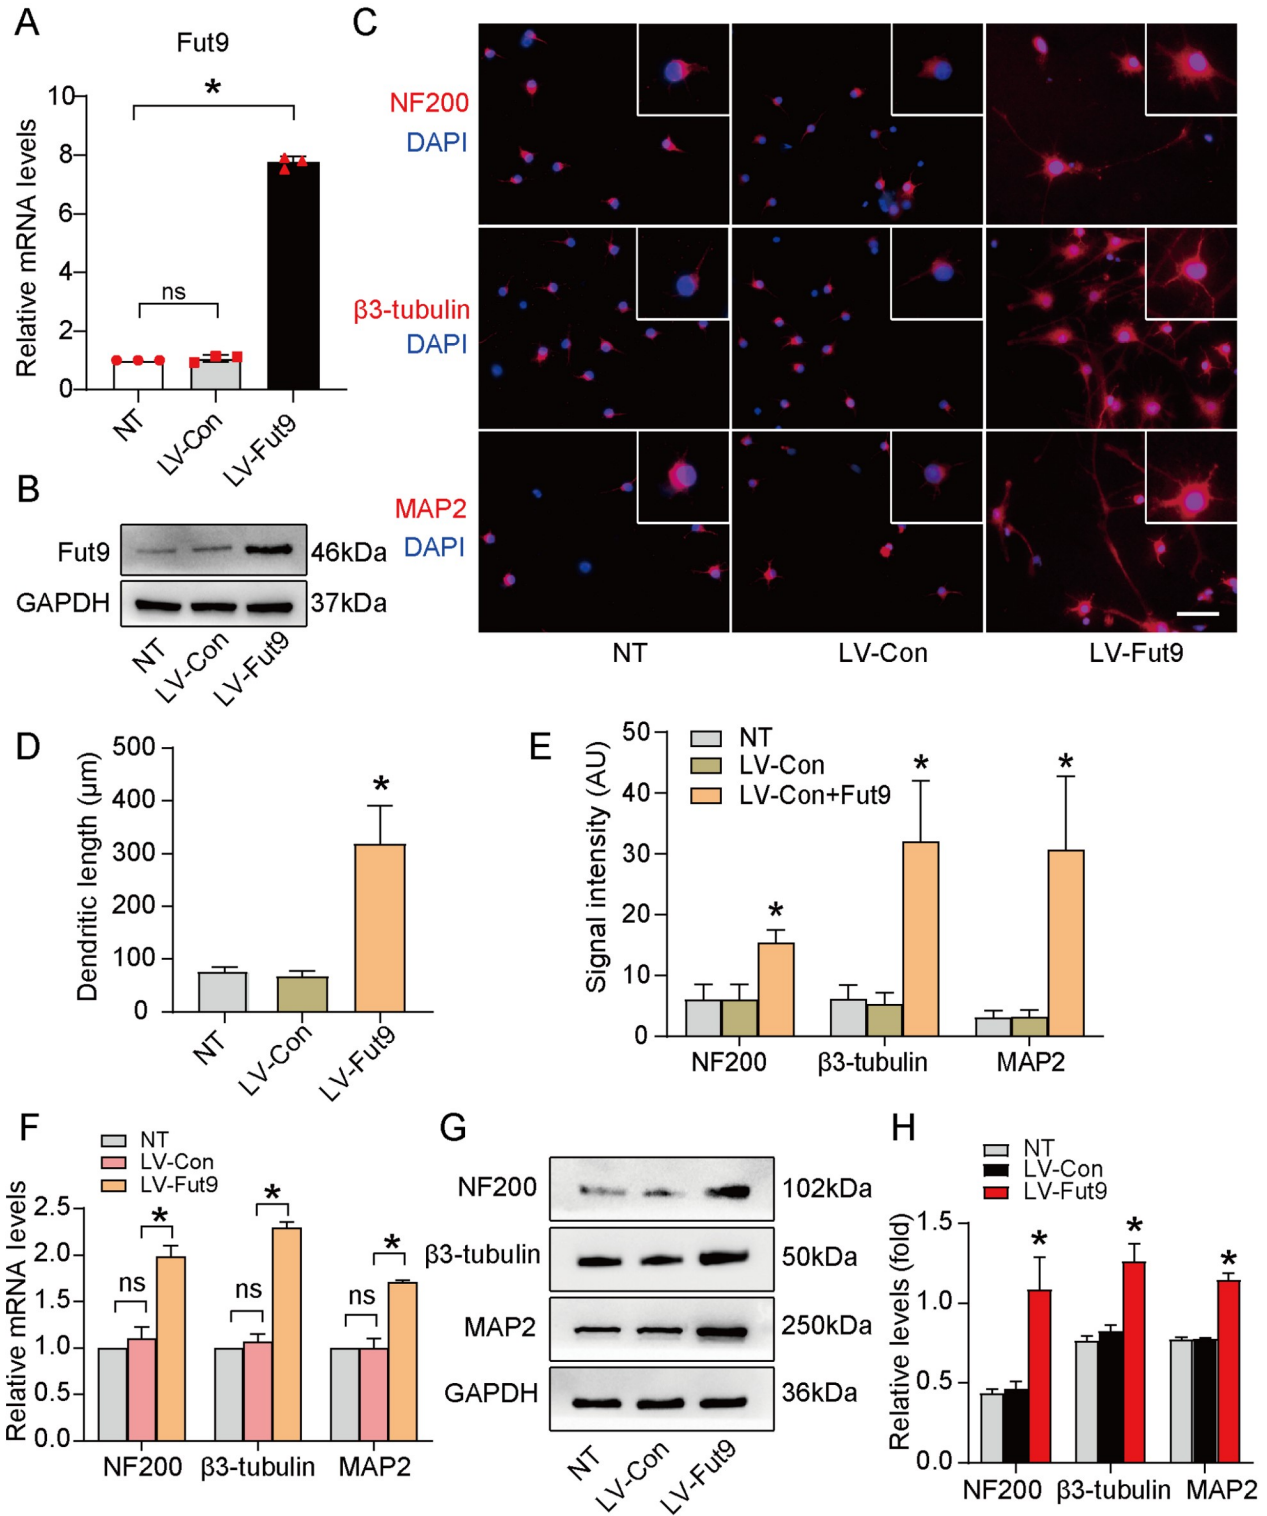 A
Fut9
*
ns
Relative mRNA levels
10
8
6
4
2
0
NT
LV-Con
LV-Fut9
B
Fut9
46kDa
GAPDH
37kDa
NT
LV-Con
LV-Fut9
C
NF200
DAPI
β3-tubulin
DAPI
MAP2
DAPI
NT
LV-Con
LV-Fut9
D
Dendritic length (μm)
500
400
300
200
100
0
*
NT
LV-Con
LV-Fut9
E
Signal intensity (AU)
50
40
30
20
10
0
NT
LV-Con
LV-Con+Fut9
*
*
*
NF200
β3-tubulin
MAP2
F
NT
LV-Con
LV-Fut9
Relative mRNA levels
2.5
2.0
1.5
1.0
0.5
0.0
ns
*
ns
*
ns
*
NF200
β3-tubulin
MAP2
G
NF200
102kDa
β3-tubulin
50kDa
MAP2
250kDa
GAPDH
36kDa
NT
LV-Con
LV-Fut9
H
NT
LV-Con
LV-Fut9
Relative levels (fold)
1.5
1.0
0.5
0.0
*
*
*
NF200
β3-tubulin
MAP2